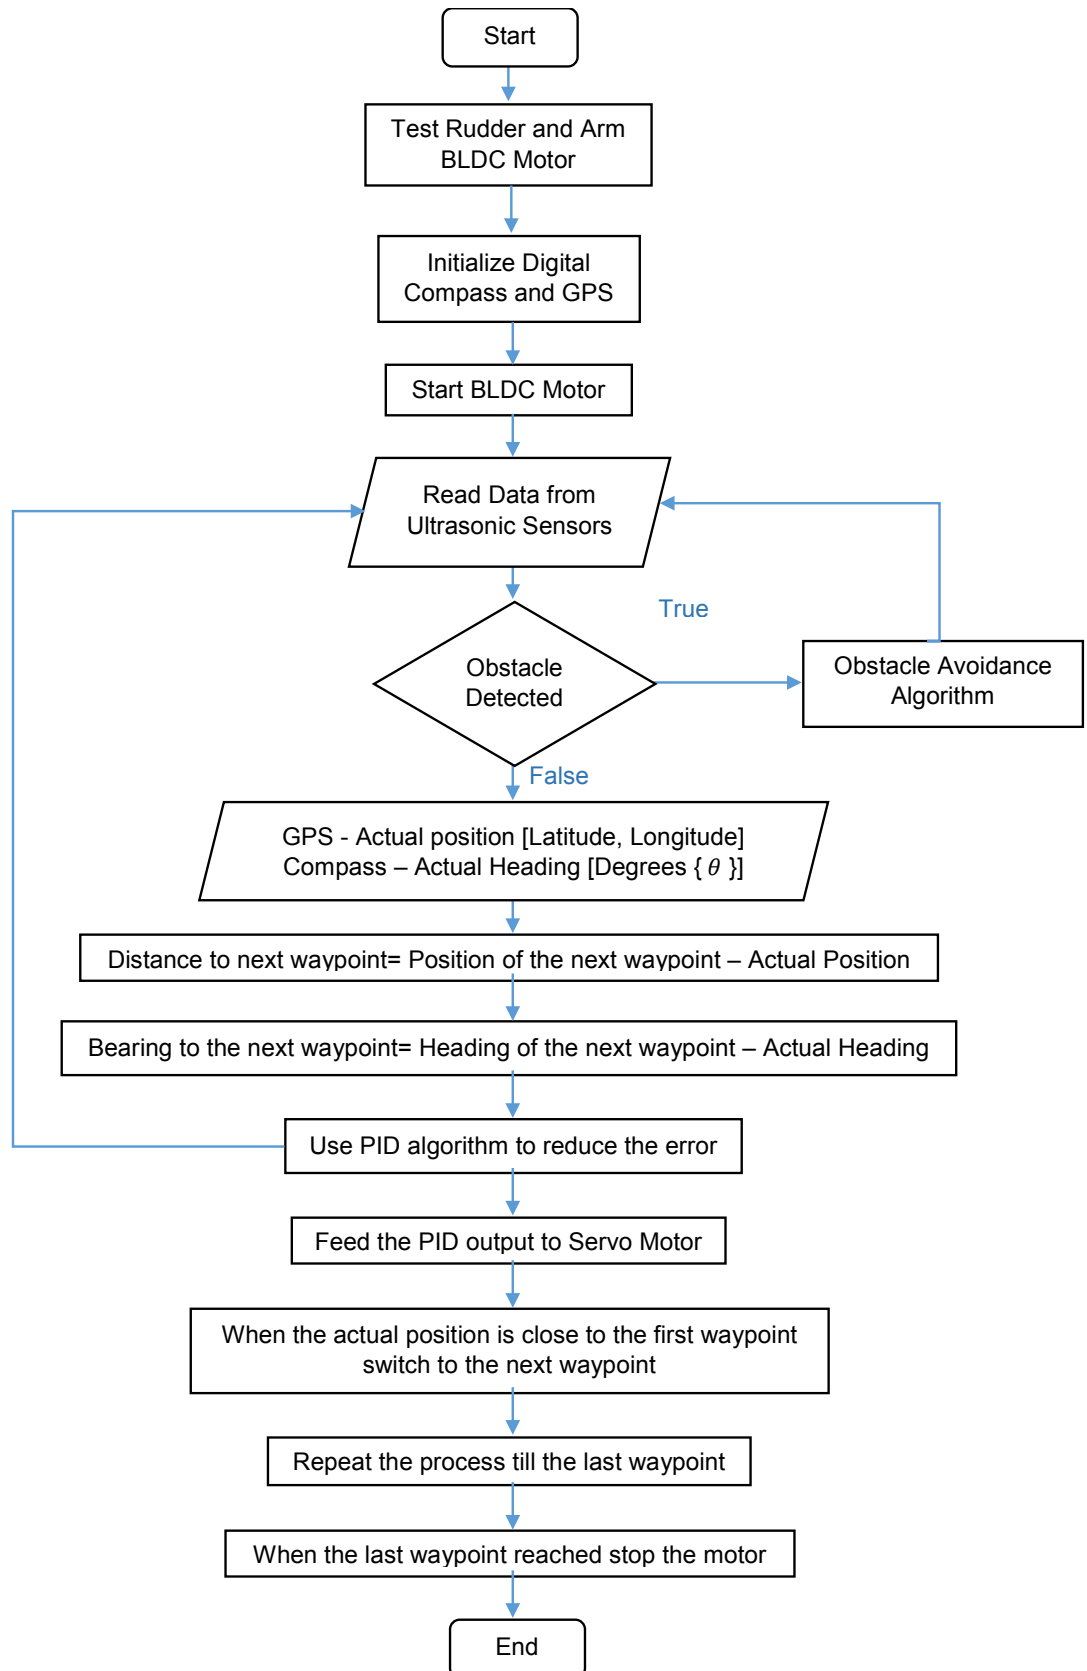 Start
Test Rudder and Arm
BLDC Motor
Initialize Digital
Compass and GPS
Start BLDC Motor
Read Data from
Ultrasonic Sensors
True
Obstacle
Detected
Obstacle Avoidance
Algorithm
False
GPS - Actual position [Latitude, Longitude]
Compass – Actual Heading [Degrees { θ }]
Distance to next waypoint= Position of the next waypoint – Actual Position
Bearing to the next waypoint= Heading of the next waypoint – Actual Heading
Use PID algorithm to reduce the error
Feed the PID output to Servo Motor
When the actual position is close to the first waypoint
switch to the next waypoint
Repeat the process till the last waypoint
When the last waypoint reached stop the motor
End